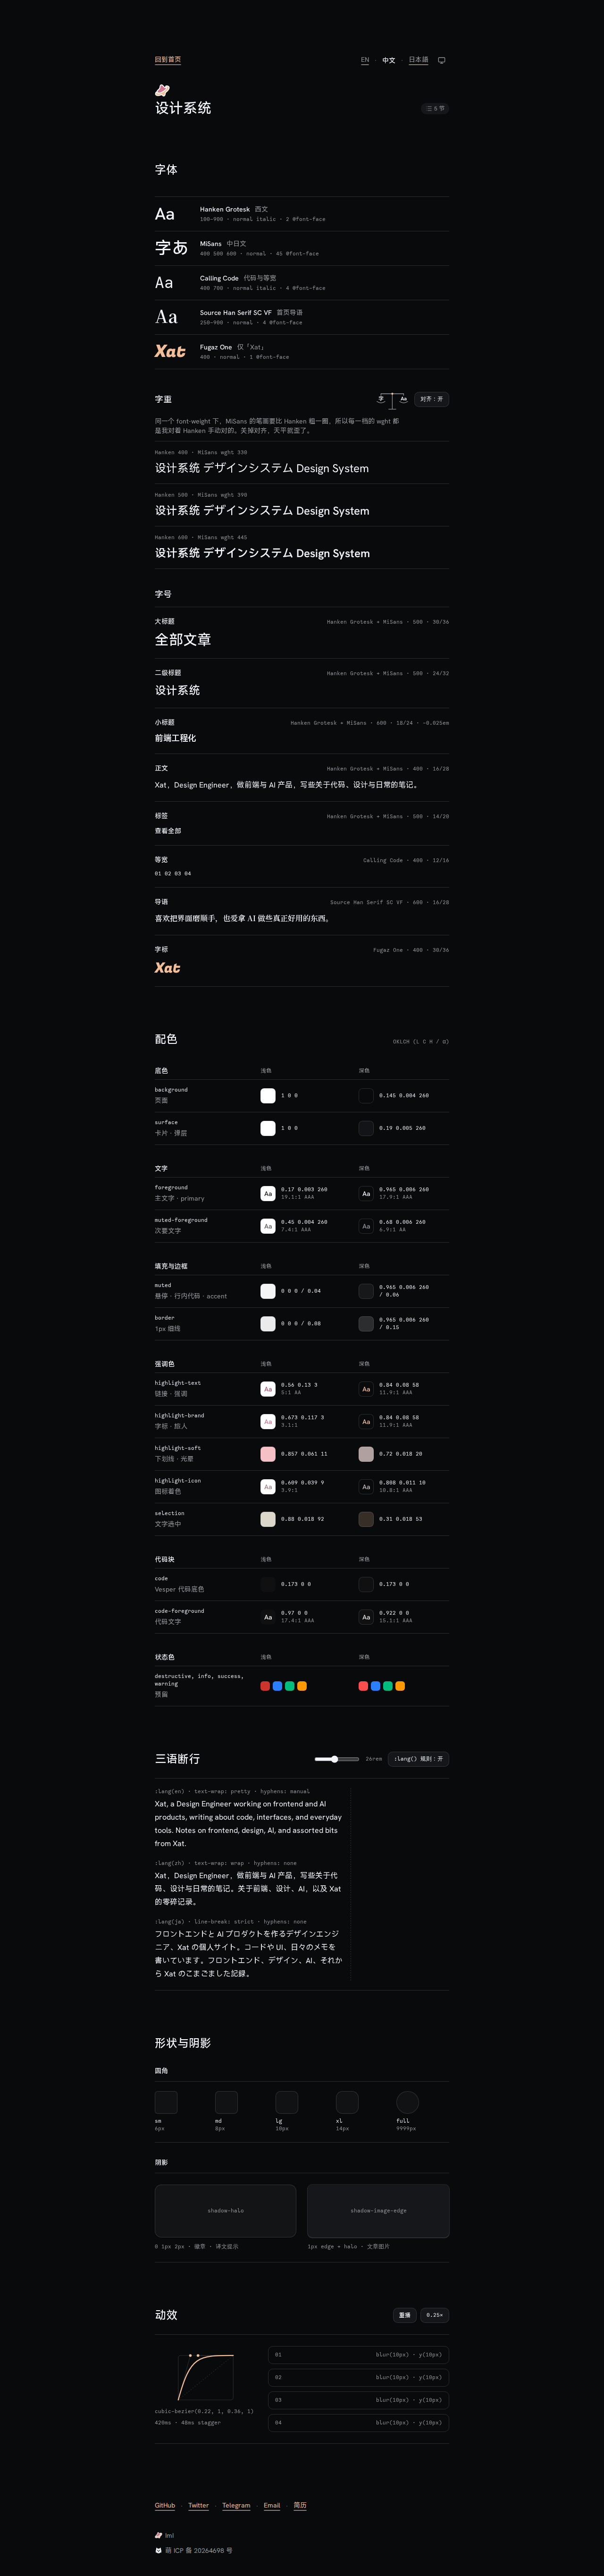 回到首页
EN · 中文 · 日本語
设计系统
三 5 节
字体
Aa
Hanken Grotesk 西文
100–900 · normal italic · 2 @font-face
字あ
MiSans 中日文
400 500 600 · normal · 45 @font-face
Aa
Calling Code 代码与等宽
400 700 · normal italic · 4 @font-face
Aa
Source Han Serif SC VF 首页导语
250–900 · normal · 4 @font-face
Xat
Fugaz One 仅「Xat」
400 · normal · 1 @font-face
字重
字 Aa
对齐：开
同一个 font-weight 下，MiSans 的笔画要比 Hanken 粗一圈，所以每一档的 wght 都
是我对着 Hanken 手动对的。关掉对齐，天平就歪了。
Hanken 400 · MiSans wght 330
设计系统 デザインシステム Design System
Hanken 500 · MiSans wght 390
设计系统 デザインシステム Design System
Hanken 600 · MiSans wght 445
设计系统 デザインシステム Design System
字号
大标题
Hanken Grotesk + MiSans · 500 · 30/36
全部文章
二级标题
Hanken Grotesk + MiSans · 500 · 24/32
设计系统
小标题
Hanken Grotesk + MiSans · 600 · 18/24 · -0.025em
前端工程化
正文
Hanken Grotesk + MiSans · 400 · 16/28
Xat，Design Engineer，做前端与 AI 产品，写些关于代码、设计与日常的笔记。
标签
Hanken Grotesk + MiSans · 500 · 14/20
查看全部
等宽
Calling Code · 400 · 12/16
01 02 03 04
导语
Source Han Serif SC VF · 600 · 16/28
喜欢把界面磨顺手，也爱拿 AI 做些真正好用的东西。
字标
Fugaz One · 400 · 30/36
Xat
配色
OKLCH (L C H / α)
底色 浅色 深色
background
页面
1 0 0
0.145 0.004 260
surface
卡片 · 弹层
1 0 0
0.19 0.005 260
文字 浅色 深色
foreground
主文字 · primary
Aa
0.17 0.003 260
19.1:1 AAA
Aa
0.965 0.006 260
17.9:1 AAA
muted-foreground
次要文字
Aa
0.45 0.004 260
7.4:1 AAA
Aa
0.68 0.006 260
6.9:1 AA
填充与边框 浅色 深色
muted
悬停 · 行内代码 · accent
0 0 0 / 0.04
0.965 0.006 260
/ 0.06
border
1px 细线
0 0 0 / 0.08
0.965 0.006 260
/ 0.15
强调色 浅色 深色
highlight-text
链接 · 强调
Aa
0.56 0.13 3
5:1 AA
Aa
0.84 0.08 58
11.9:1 AAA
highlight-brand
字标 · 旅人
Aa
0.673 0.117 3
3.1:1
Aa
0.84 0.08 58
11.9:1 AAA
highlight-soft
下划线 · 光晕
0.857 0.061 11
0.72 0.018 20
highlight-icon
图标着色
Aa
0.609 0.039 9
3.9:1
Aa
0.808 0.011 10
10.8:1 AAA
selection
文字选中
0.88 0.018 92
0.31 0.018 53
代码块 浅色 深色
code
Vesper 代码底色
0.173 0 0
0.173 0 0
code-foreground
代码文字
Aa
0.97 0 0
17.4:1 AAA
Aa
0.922 0 0
15.1:1 AAA
状态色 浅色 深色
destructive, info, success,
warning
预留
三语断行
26rem
:lang() 规则：开
:lang(en) · text-wrap: pretty · hyphens: manual
Xat, a Design Engineer working on frontend and AI
products, writing about code, interfaces, and everyday
tools. Notes on frontend, design, AI, and assorted bits
from Xat.
:lang(zh) · text-wrap: wrap · hyphens: none
Xat，Design Engineer，做前端与 AI 产品，写些关于代
码、设计与日常的笔记。关于前端、设计、AI，以及 Xat
的零碎记录。
:lang(ja) · line-break: strict · hyphens: none
フロントエンドと AI プロダクトを作るデザインエンジ
ニア、Xat の個人サイト。コードや UI、日々のメモを
書いています。フロントエンド、デザイン、AI、それか
ら Xat のこまごました記録。
形状与阴影
圆角
sm
6px
md
8px
lg
10px
xl
14px
full
9999px
阴影
shadow-halo
shadow-image-edge
0 1px 2px · 徽章 · 译文提示
1px edge + halo · 文章图片
动效
重播
0.25×
cubic-bezier(0.22, 1, 0.36, 1)
420ms · 48ms stagger
01 blur(10px) · y(10px)
02 blur(10px) · y(10px)
03 blur(10px) · y(10px)
04 blur(10px) · y(10px)
GitHub · Twitter · Telegram · Email · 简历
lml
萌 ICP 备 20264698 号